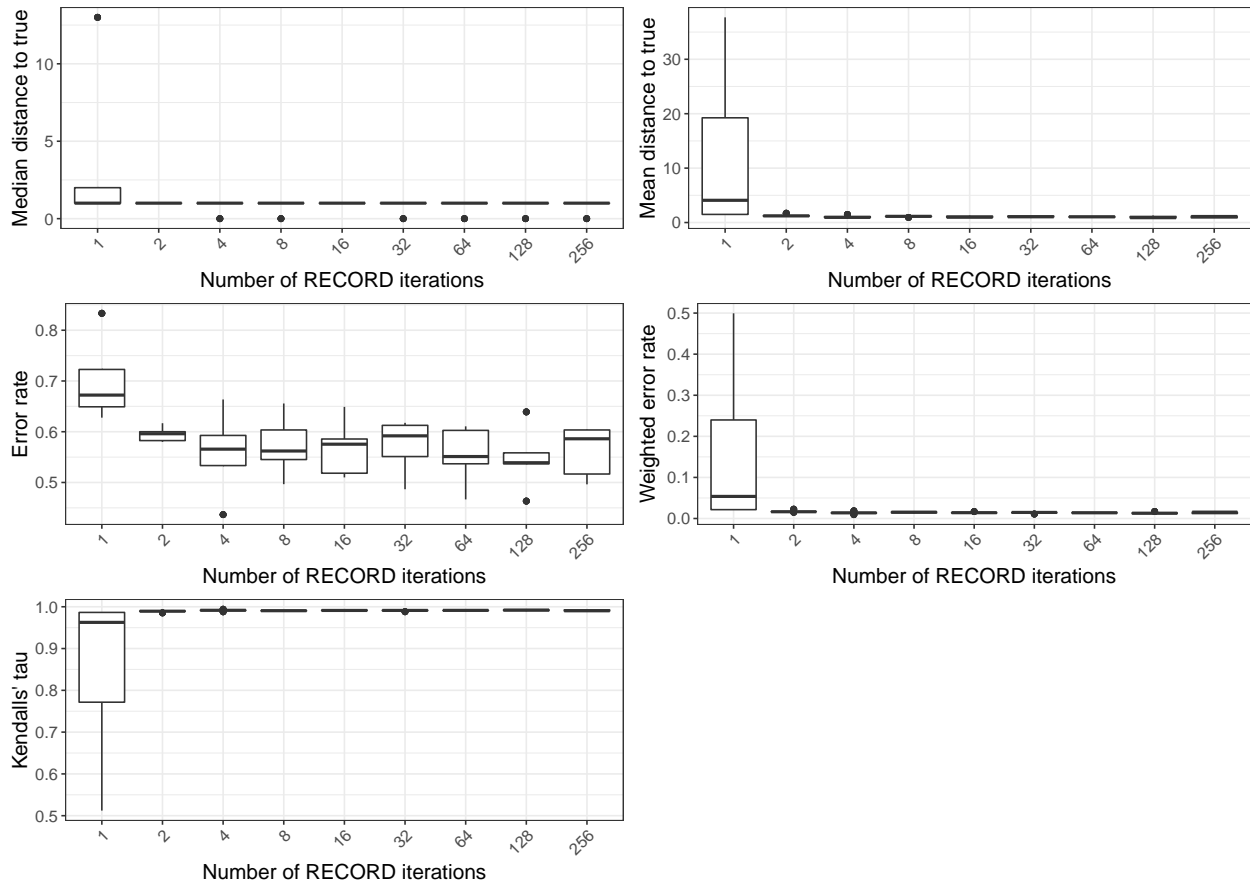 Median distance to true
10
5
0
1 2 4 8 16 32 64 128 256
Number of RECORD iterations
Mean distance to true
30
20
10
0
1 2 4 8 16 32 64 128 256
Number of RECORD iterations
Error rate
0.8
0.7
0.6
0.5
1 2 4 8 16 32 64 128 256
Number of RECORD iterations
Weighted error rate
0.5
0.4
0.3
0.2
0.1
0.0
1 2 4 8 16 32 64 128 256
Number of RECORD iterations
Kendalls' tau
1.0
0.9
0.8
0.7
0.6
0.5
1 2 4 8 16 32 64 128 256
Number of RECORD iterations